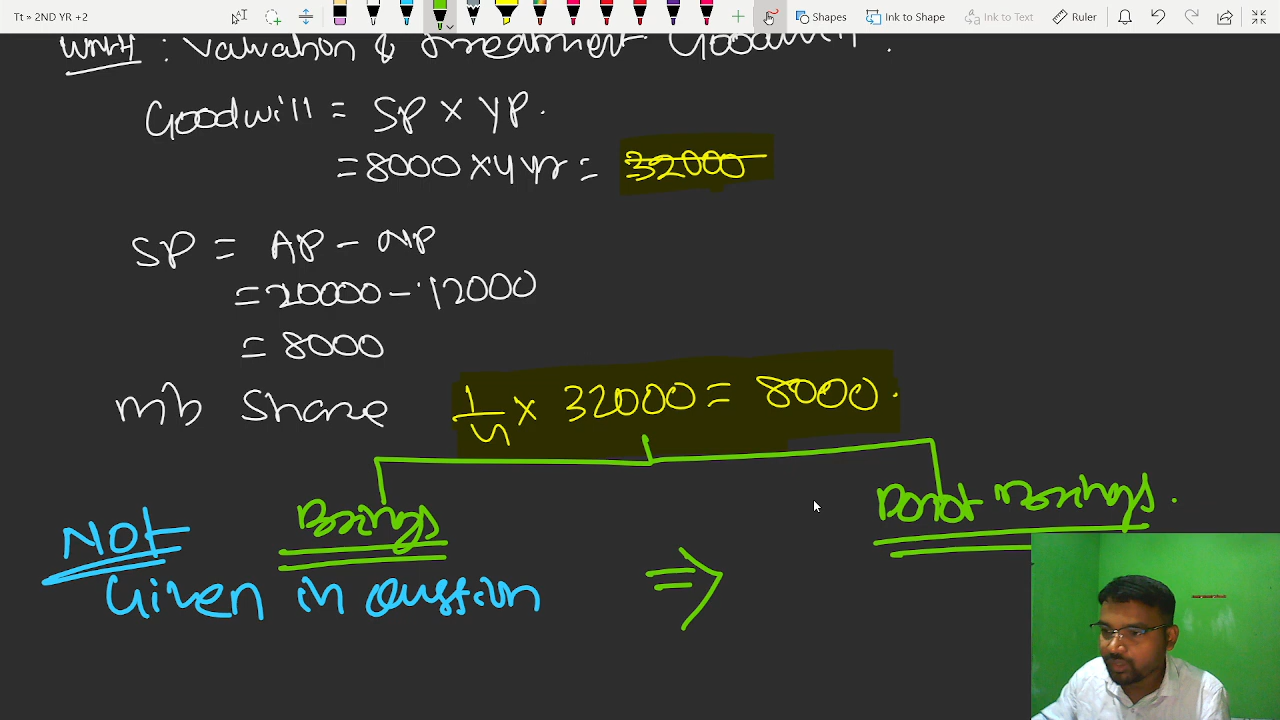 Tt » 2ND YR +2
Shapes
Ink to Shape
Ink to Text
Ruler
Unit : Valuation & Treatment Goodwill.
Goodwill = SP × YP.
= 8000 × 4 yr = 32000
SP = AP - NP
= 20000 - 12000
= 8000
m/b Share 1/4 × 32000 = 8000.
Brings
Donot Brings.
NOT
Given in question
⇒